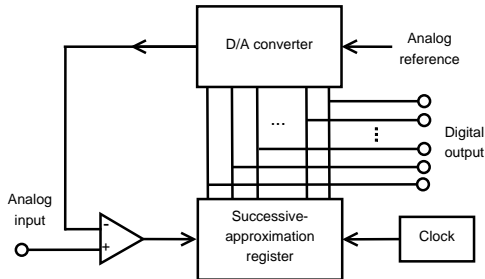 D/A converter
Analog
reference
...
...
Digital
output
Analog
input
-
+
Successive-
approximation
register
Clock